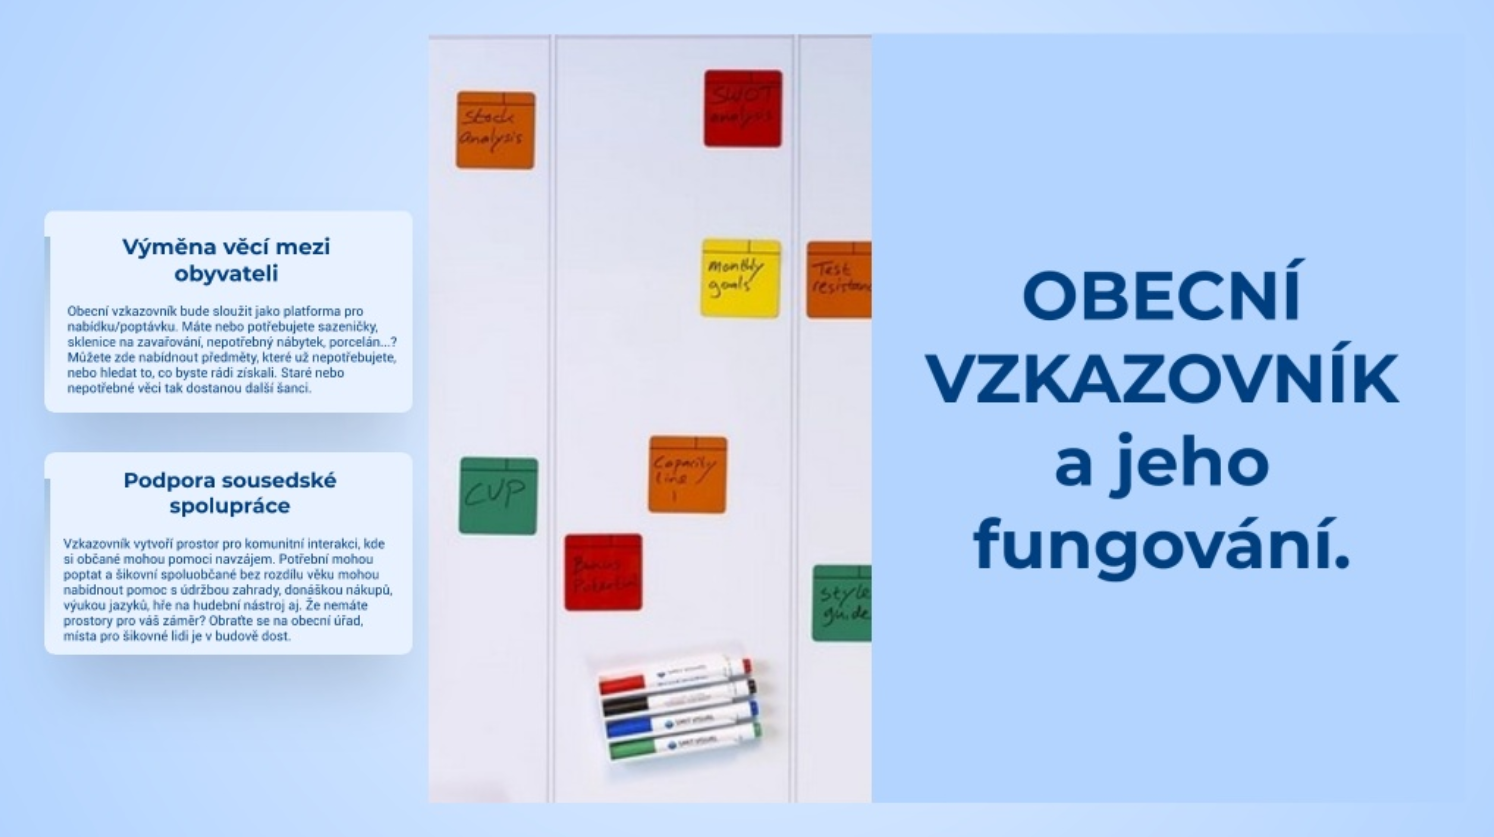 Výměna věcí mezi
obyvateli
Obecní vzkazovník bude sloužit jako platforma pro
nabídku/poptávku. Máte nebo potřebujete sazeničky,
sklenice na zavařování, nepotřebný nábytek, porcelán...?
Můžete zde nabídnout předměty, které už nepotřebujete,
nebo hledat to, co byste rádi získali. Staré nebo
nepotřebné věci tak dostanou další šanci.
Podpora sousedské
spolupráce
Vzkazovník vytvoří prostor pro komunitní interakci, kde
si občané mohou pomoci navzájem. Potřební mohou
poptat a šikovní spoluobčané bez rozdílu věku mohou
nabídnout pomoc s údržbou zahrady, donáškou nákupů,
výukou jazyků, hře na hudební nástroj aj. Že nemáte
prostory pro váš záměr? Obraťte se na obecní úřad,
místa pro šikovné lidi je v budově dost.
Stock
analysis
SWOT
analysis
monthly
goals
Test
CUP
Capacity
line
1
Bonus
Potential
Style
guide
OBECNÍ
VZKAZOVNÍK
a jeho
fungování.